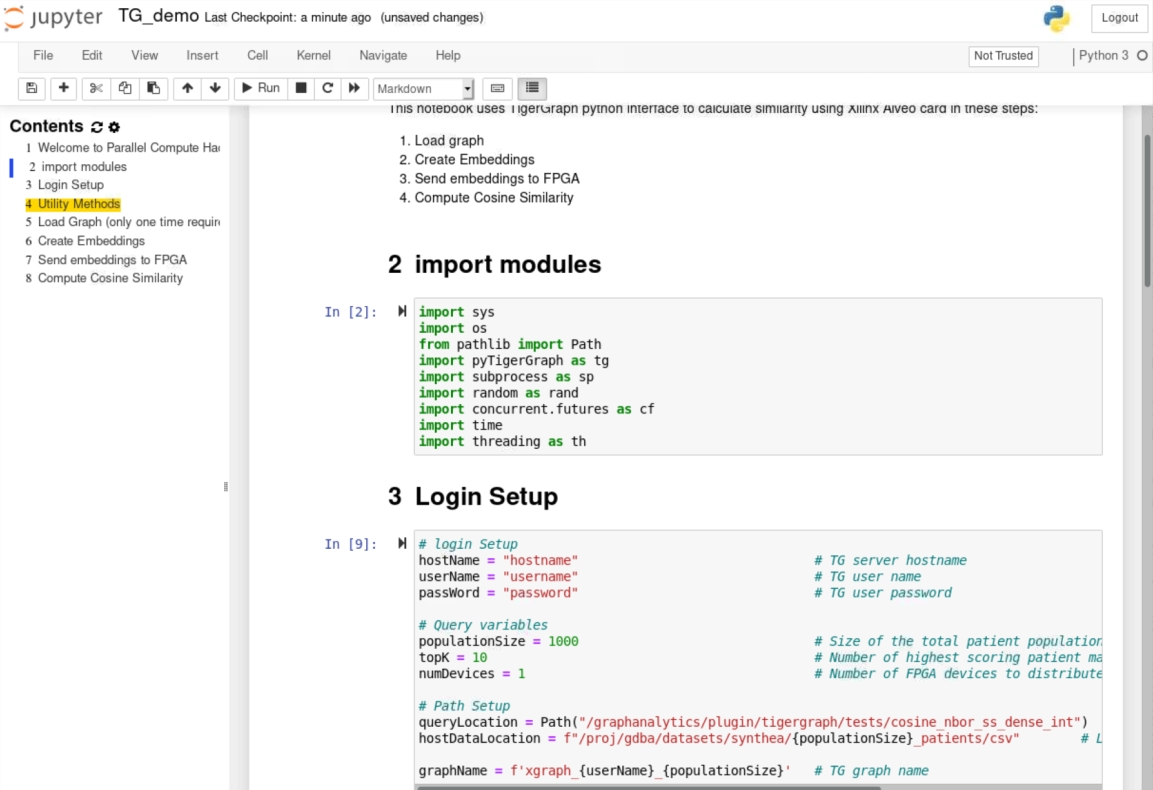 jupyter TG_demo Last Checkpoint: a minute ago (unsaved changes) Logout
File Edit View Insert Cell Kernel Navigate Help Not Trusted Python 3
Run Markdown
This notebook uses TigerGraph python interface to calculate similarity using Xilinx Alveo card in these steps:
Contents
1 Welcome to Parallel Compute Hac
2 import modules
3 Login Setup
4 Utility Methods
5 Load Graph (only one time require
6 Create Embeddings
7 Send embeddings to FPGA
8 Compute Cosine Similarity
1. Load graph
2. Create Embeddings
3. Send embeddings to FPGA
4. Compute Cosine Similarity
2 import modules
In [2]:
import sys
import os
from pathlib import Path
import pyTigerGraph as tg
import subprocess as sp
import random as rand
import concurrent.futures as cf
import time
import threading as th
3 Login Setup
In [9]:
# login Setup
hostName = "hostname" # TG server hostname
userName = "username" # TG user name
passWord = "password" # TG user password
# Query variables
populationSize = 1000 # Size of the total patient population
topK = 10 # Number of highest scoring patient ma
numDevices = 1 # Number of FPGA devices to distribute
# Path Setup
queryLocation = Path("/graphanalytics/plugin/tigergraph/tests/cosine_nbor_ss_dense_int")
hostDataLocation = f"/proj/gdba/datasets/synthea/{populationSize}_patients/csv" # L
graphName = f'xgraph_{userName}_{populationSize}' # TG graph name